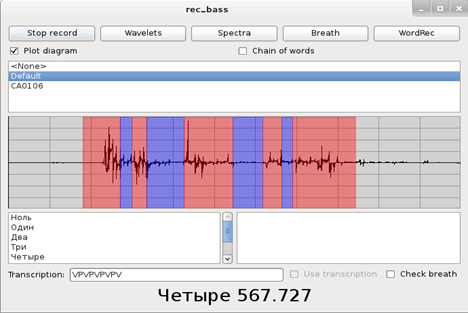 rec_bass
Stop record Wavelets Spectra Breath WordRec
Plot diagram Chain of words
<None>
Default
CA0106
Ноль
Один
Два
Три
Четыре
Transcription: VPVPVPVPV Use transcription Check breath
Четыре 567.727